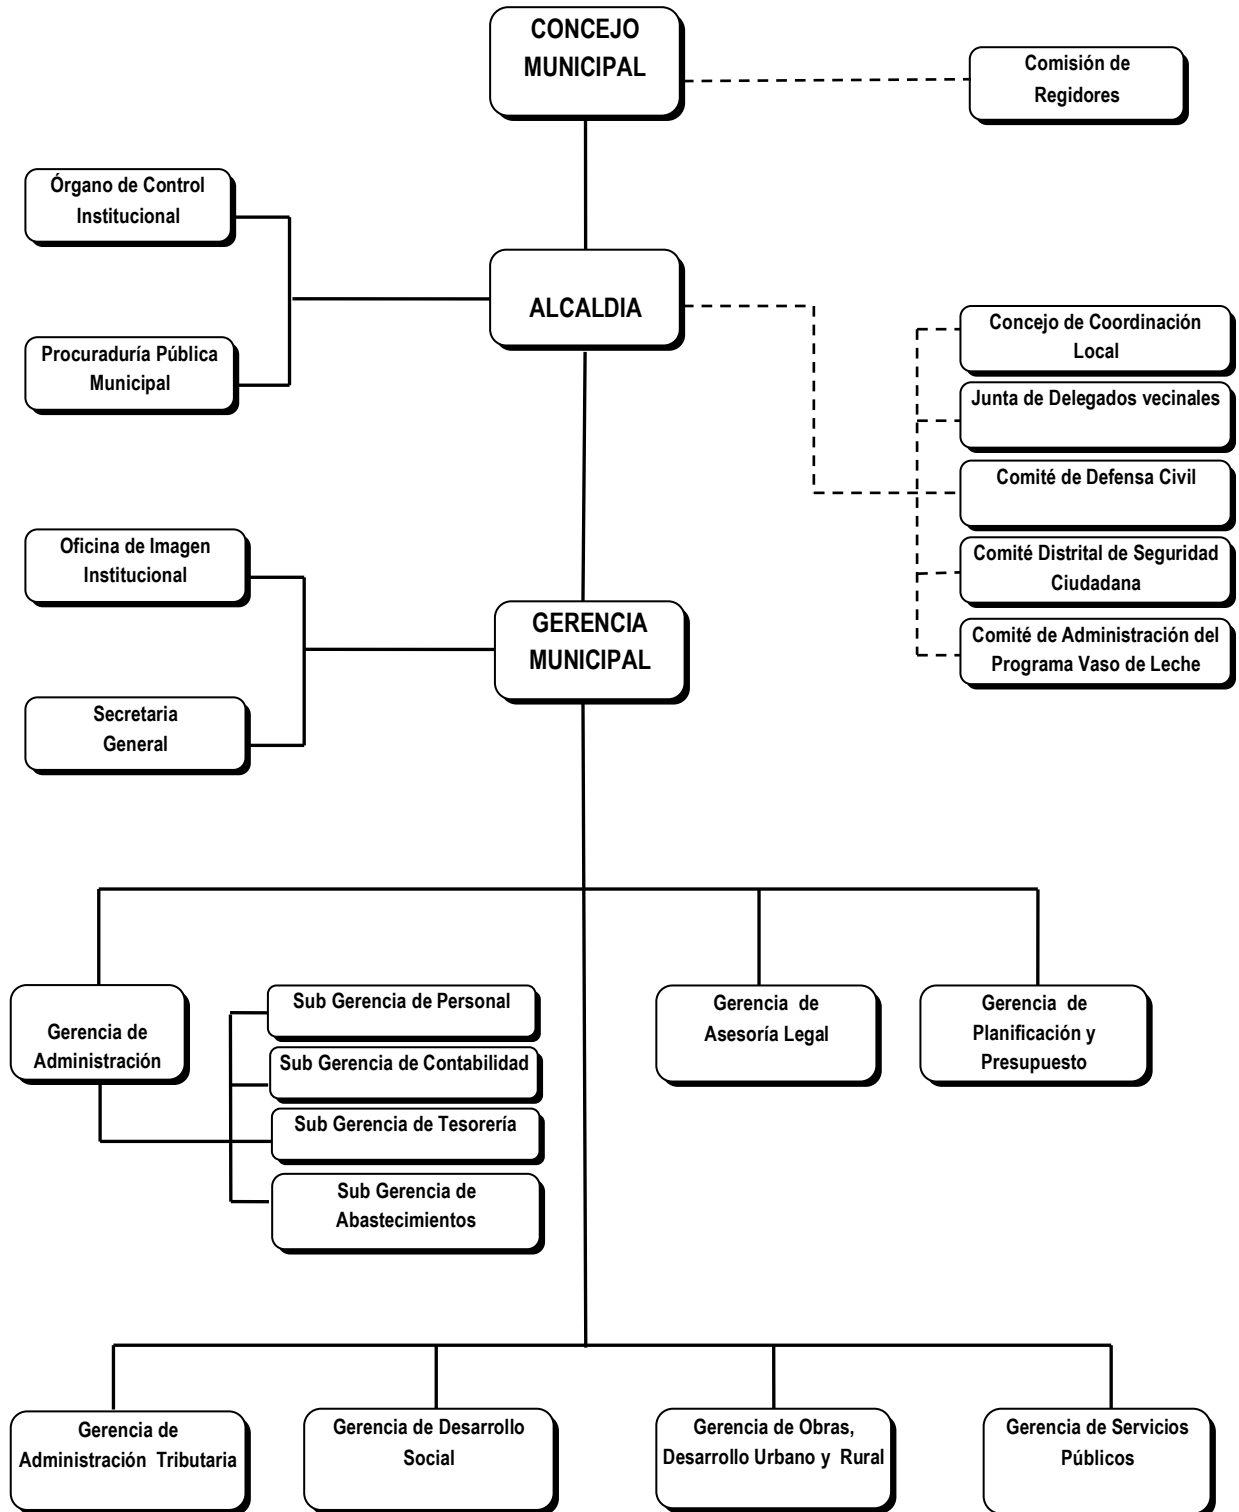 CONCEJO
MUNICIPAL
Comisión de
Regidores
Órgano de Control
Institucional
ALCALDIA
Procuraduría Pública
Municipal
Concejo de Coordinación
Local
Junta de Delegados vecinales
Comité de Defensa Civil
Comité Distrital de Seguridad
Ciudadana
Comité de Administración del
Programa Vaso de Leche
Oficina de Imagen
Institucional
GERENCIA
MUNICIPAL
Secretaria
General
Gerencia de
Administración
Sub Gerencia de Personal
Sub Gerencia de Contabilidad
Sub Gerencia de Tesorería
Sub Gerencia de
Abastecimientos
Gerencia de
Asesoría Legal
Gerencia de
Planificación y
Presupuesto
Gerencia de
Administración Tributaria
Gerencia de Desarrollo
Social
Gerencia de Obras,
Desarrollo Urbano y Rural
Gerencia de Servicios
Públicos